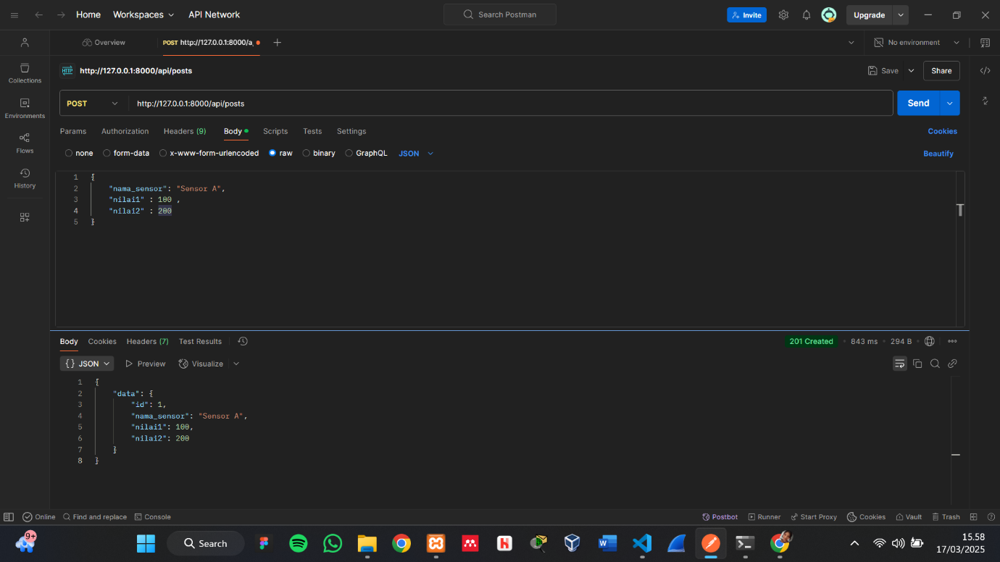 Home Workspaces API Network Search Postman Invite Upgrade
Overview POST http://127.0.0.1:8000/a No environment
http://127.0.0.1:8000/api/posts Save Share
POST http://127.0.0.1:8000/api/posts Send
Params Authorization Headers (9) Body Scripts Tests Settings Cookies
none form-data x-www-form-urlencoded raw binary GraphQL JSON Beautify
1 {
2 "nama_sensor": "Sensor A",
3 "nilai1" : 100 ,
4 "nilai2" : 200
5 }
Collections
Environments
Flows
History
Body Cookies Headers (7) Test Results 201 Created • 843 ms • 294 B
{} JSON Preview Visualize
1 {
2 "data": {
3 "id": 1,
4 "nama_sensor": "Sensor A",
5 "nilai1": 100,
6 "nilai2": 200
7 }
8 }
Online Find and replace Console Postbot Runner Start Proxy Cookies Vault Trash
9+ Search 15.58
17/03/2025